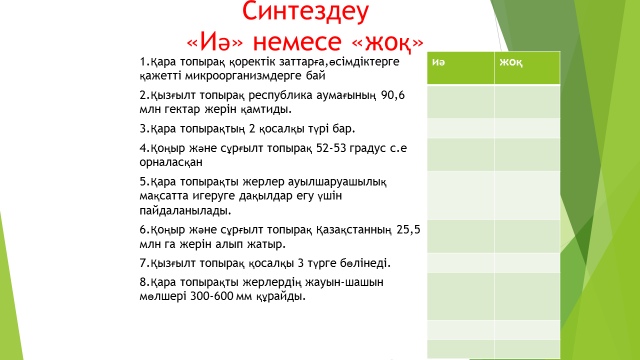 Синтездеу
«Иə» немесе «жоқ»
1.Қара топырақ қоректік заттарға,өсімдіктерге
қажетті микроорганизмдерге бай
2.Қызғылт топырақ республика аумағының 90,6
млн гектар жерін қамтиды.
3.Қара топырақтың 2 қосалқы түрі бар.
4.Қоңыр және сұрғылт топырақ 52-53 градус с.е
орналасқан
5.Қара топырақты жерлер ауылшаруашылық
мақсатта игеруге дақылдар егу үшін
пайдаланылады.
6.Қоңыр және сұрғылт топырақ Қазақстанның 25,5
млн га жерін алып жатыр.
7.Қызғылт топырақ қосалқы 3 түрге бөлінеді.
8.Қара топырақты жерлердің жауын-шашын
мөлшері 300-600 мм құрайды.
иə жоқ